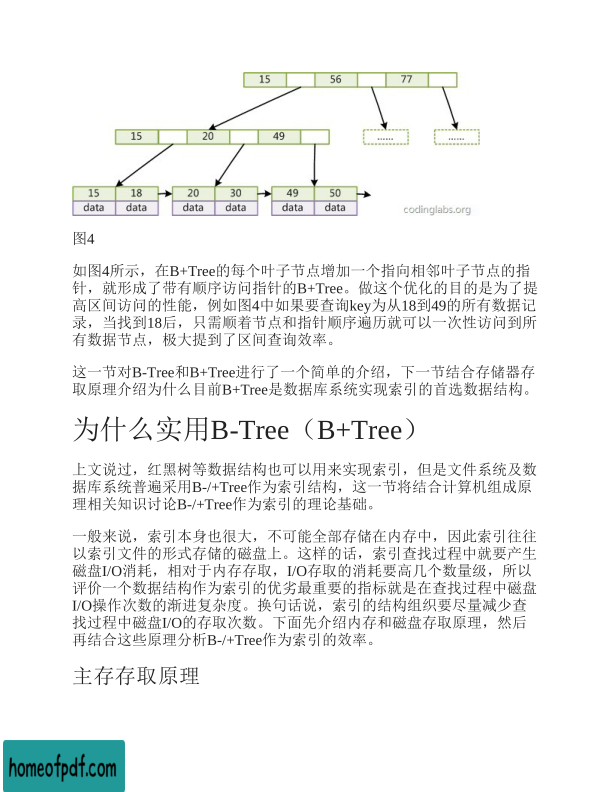 15 56 77
15 20 49 ...... ......
15 18 20 30 49 50
data data data data data data
codinglabs.org
图4
如图4所示，在B+Tree的每个叶子节点增加一个指向相邻叶子节点的指
针，就形成了带有顺序访问指针的B+Tree。做这个优化的目的是为了提
高区间访问的性能，例如图4中如果要查询key为从18到49的所有数据记
录，当找到18后，只需顺着节点和指针顺序遍历就可以一次性访问到所
有数据节点，极大提到了区间查询效率。
这一节对B-Tree和B+Tree进行了一个简单的介绍，下一节结合存储器存
取原理介绍为什么目前B+Tree是数据库系统实现索引的首选数据结构。
为什么实用B-Tree（B+Tree）
上文说过，红黑树等数据结构也可以用来实现索引，但是文件系统及数
据库系统普遍采用B-/+Tree作为索引结构，这一节将结合计算机组成原
理相关知识讨论B-/+Tree作为索引的理论基础。
一般来说，索引本身也很大，不可能全部存储在内存中，因此索引往往
以索引文件的形式存储的磁盘上。这样的话，索引查找过程中就要产生
磁盘I/O消耗，相对于内存存取，I/O存取的消耗要高几个数量级，所以
评价一个数据结构作为索引的优劣最重要的指标就是在查找过程中磁盘
I/O操作次数的渐进复杂度。换句话说，索引的结构组织要尽量减少查
找过程中磁盘I/O的存取次数。下面先介绍内存和磁盘存取原理，然后
再结合这些原理分析B-/+Tree作为索引的效率。
主存存取原理
homeofpdf.com